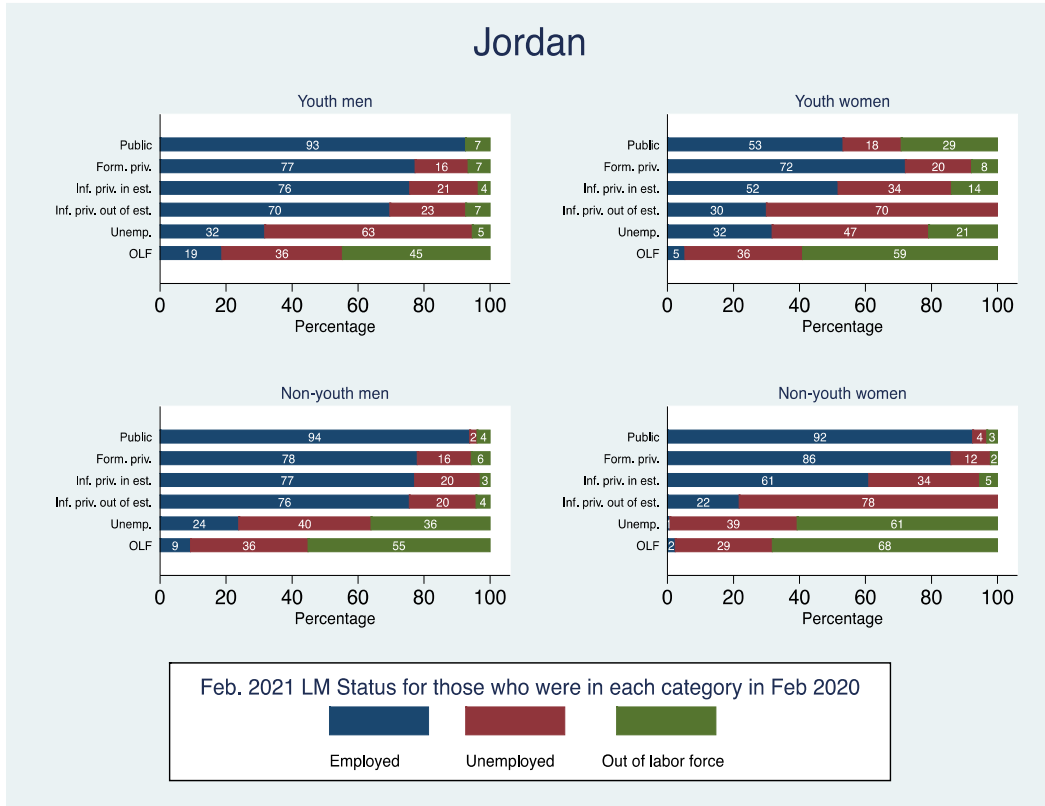 Jordan
Youth men
Public 93 7
Form. priv. 77 16 7
Inf. priv. in est. 76 21 4
Inf. priv. out of est. 70 23 7
Unemp. 32 63 5
OLF 19 36 45
0 20 40 60 80 100
Percentage
Youth women
Public 53 18 29
Form. priv. 72 20 8
Inf. priv. in est. 52 34 14
Inf. priv. out of est. 30 70
Unemp. 32 47 21
OLF 5 36 59
0 20 40 60 80 100
Percentage
Non-youth men
Public 94 2 4
Form. priv. 78 16 6
Inf. priv. in est. 77 20 3
Inf. priv. out of est. 76 20 4
Unemp. 24 40 36
OLF 9 36 55
0 20 40 60 80 100
Percentage
Non-youth women
Public 92 4 3
Form. priv. 86 12 2
Inf. priv. in est. 61 34 5
Inf. priv. out of est. 22 78
Unemp. 1 39 61
OLF 2 29 68
0 20 40 60 80 100
Percentage
Feb. 2021 LM Status for those who were in each category in Feb 2020
Employed Unemployed Out of labor force